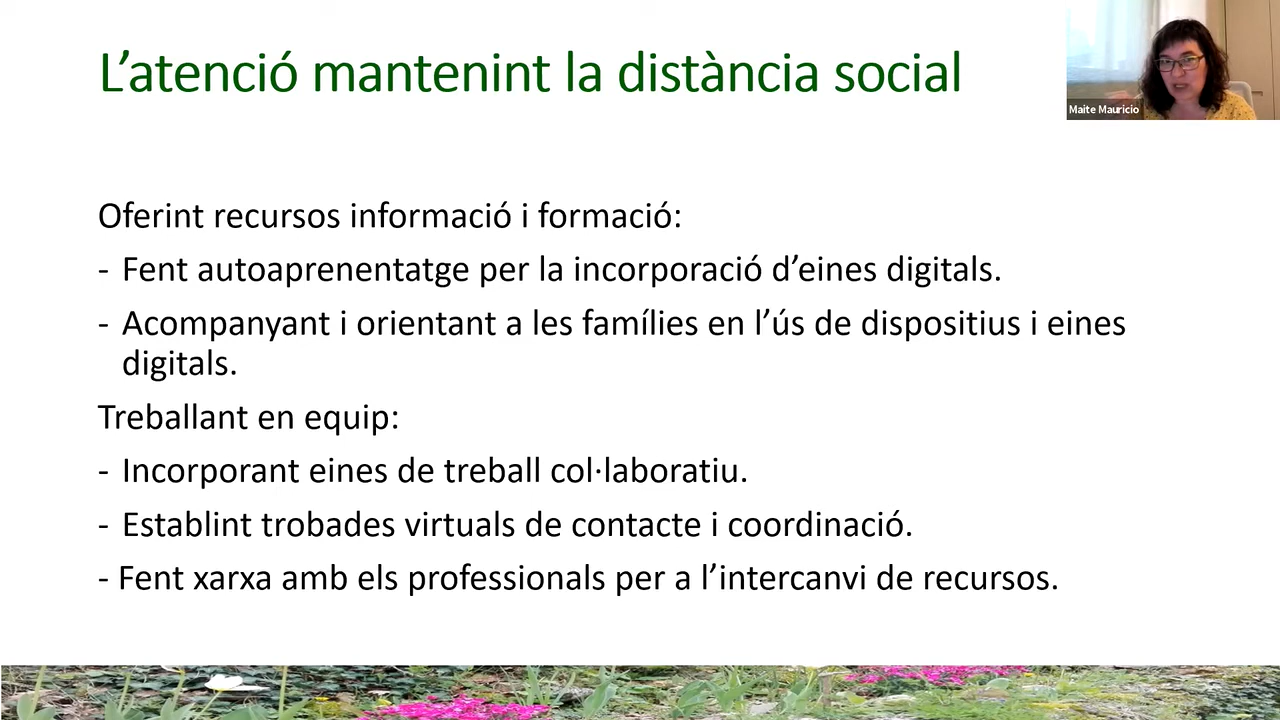 L’atenció mantenint la distància social
Maite Mauricio
Oferint recursos informació i formació:
- Fent autoaprenentatge per la incorporació d’eines digitals.
- Acompanyant i orientant a les famílies en l’ús de dispositius i eines
digitals.
Treballant en equip:
- Incorporant eines de treball col·laboratiu.
- Establint trobades virtuals de contacte i coordinació.
- Fent xarxa amb els professionals per a l’intercanvi de recursos.